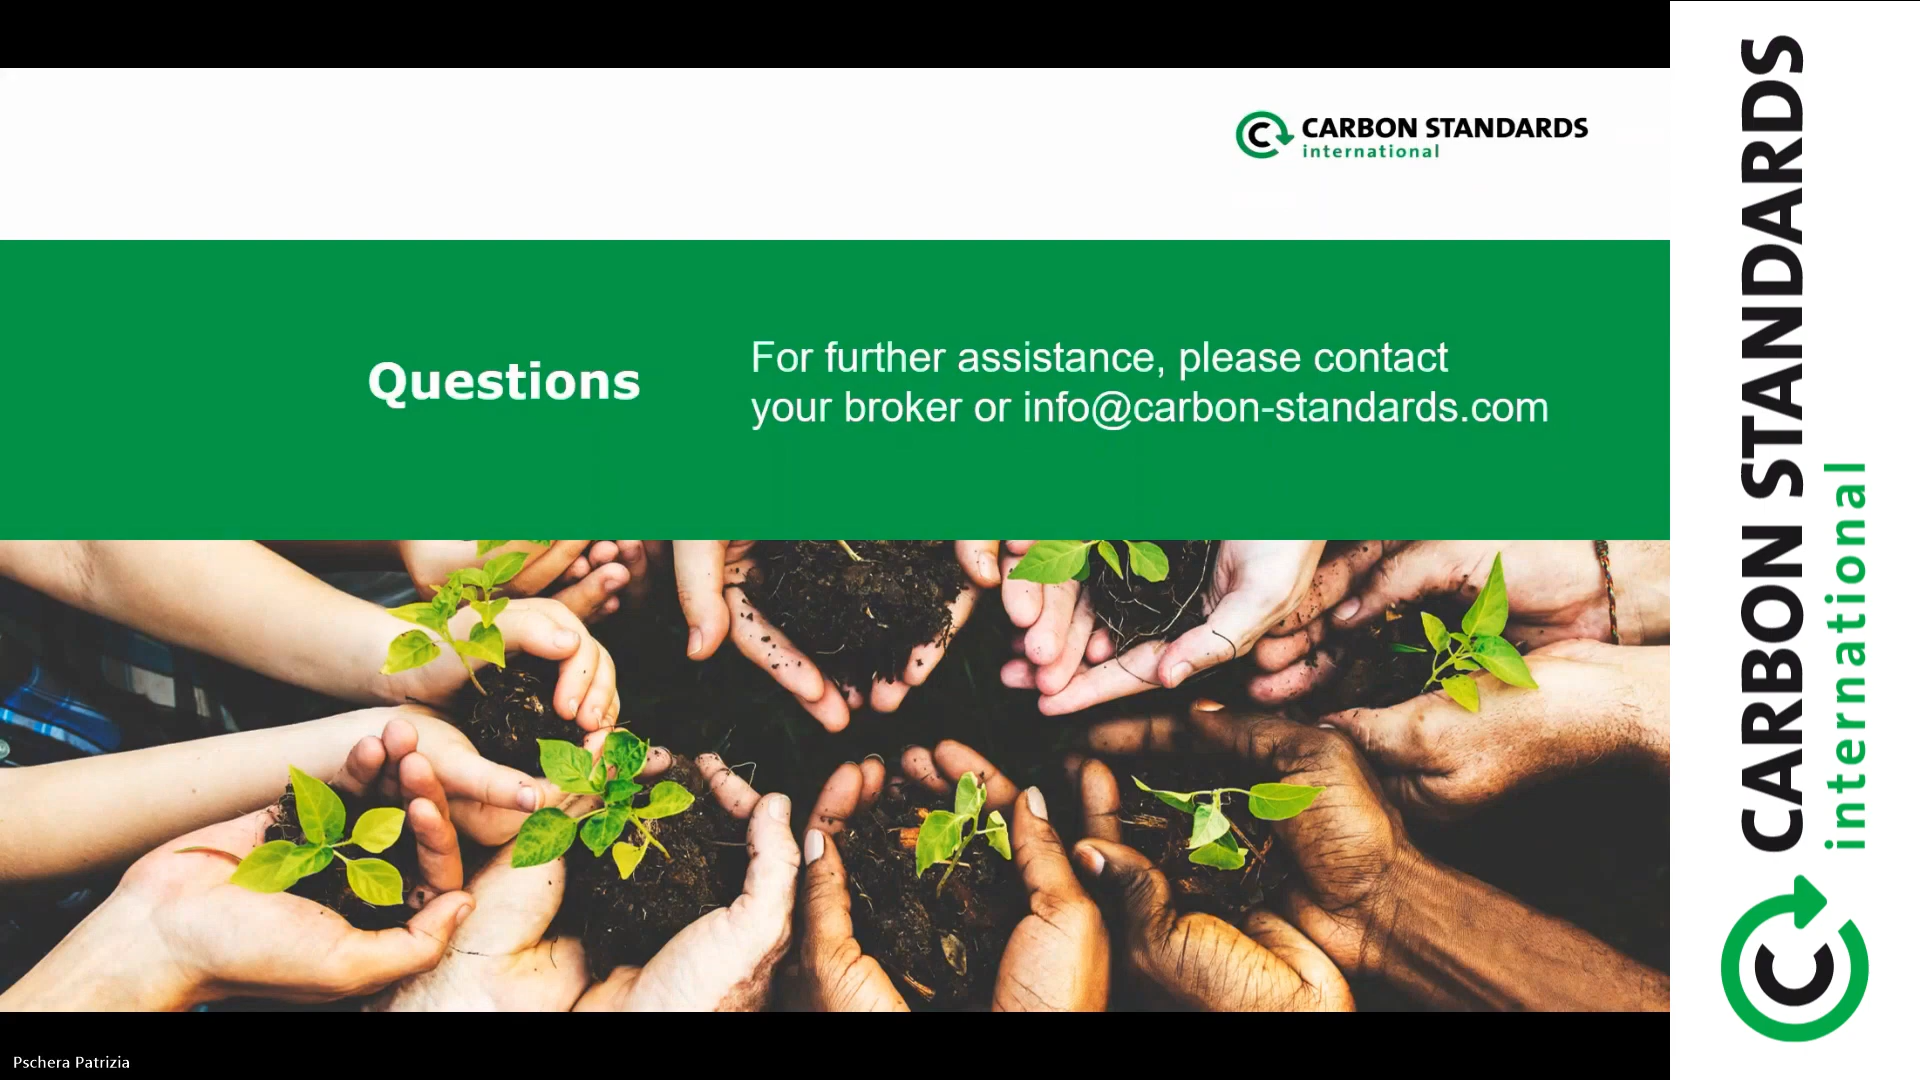 CARBON STANDARDS
international
Questions
For further assistance, please contact
your broker or info@carbon-standards.com
Pschera Patrizia
CARBON STANDARDS
international